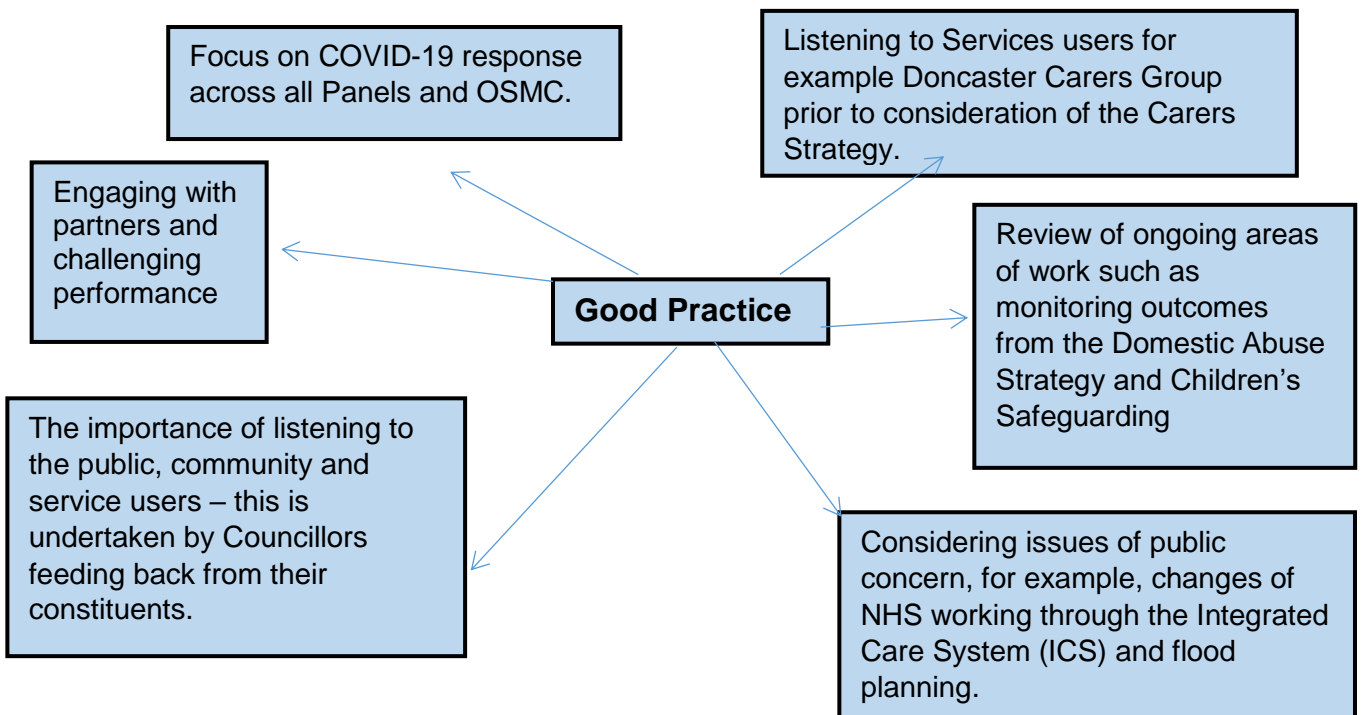 Focus on COVID-19 response
across all Panels and OSMC.
Listening to Services users for
example Doncaster Carers Group
prior to consideration of the Carers
Strategy.
Engaging with
partners and
challenging
performance
Good Practice
Review of ongoing areas
of work such as
monitoring outcomes
from the Domestic Abuse
Strategy and Children’s
Safeguarding
The importance of listening to
the public, community and
service users – this is
undertaken by Councillors
feeding back from their
constituents.
Considering issues of public
concern, for example, changes of
NHS working through the Integrated
Care System (ICS) and flood
planning.